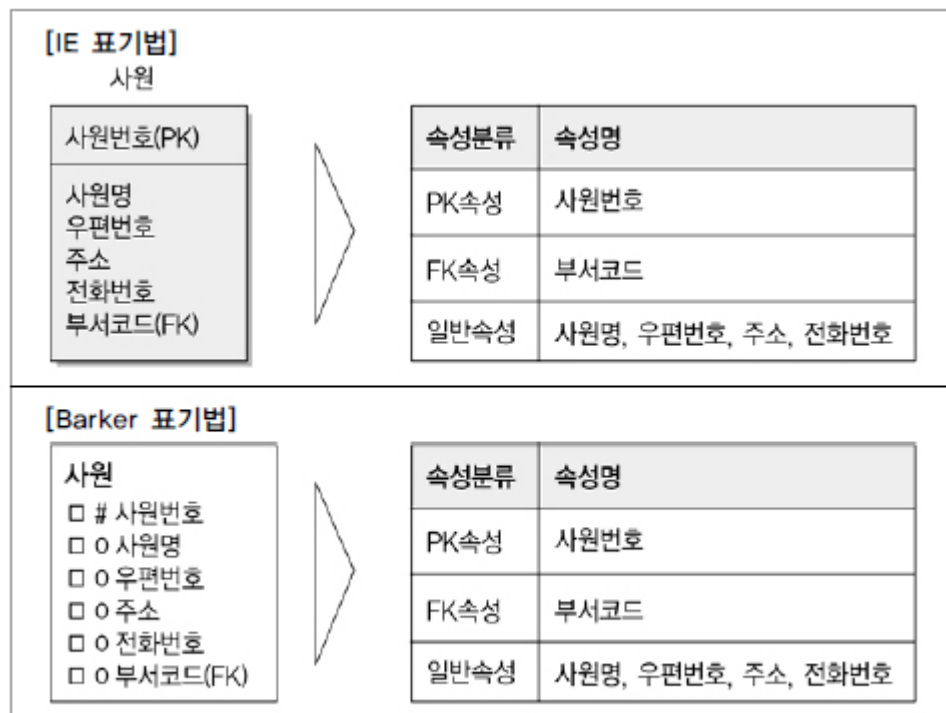 [IE 표기법]
사원
사원번호(PK)
사원명
우편번호
주소
전화번호
부서코드(FK)
속성분류 속성명
PK속성 사원번호
FK속성 부서코드
일반속성 사원명, 우편번호, 주소, 전화번호
[Barker 표기법]
사원
□ # 사원번호
□ o 사원명
□ o 우편번호
□ o 주소
□ o 전화번호
□ o 부서코드(FK)
속성분류 속성명
PK속성 사원번호
FK속성 부서코드
일반속성 사원명, 우편번호, 주소, 전화번호